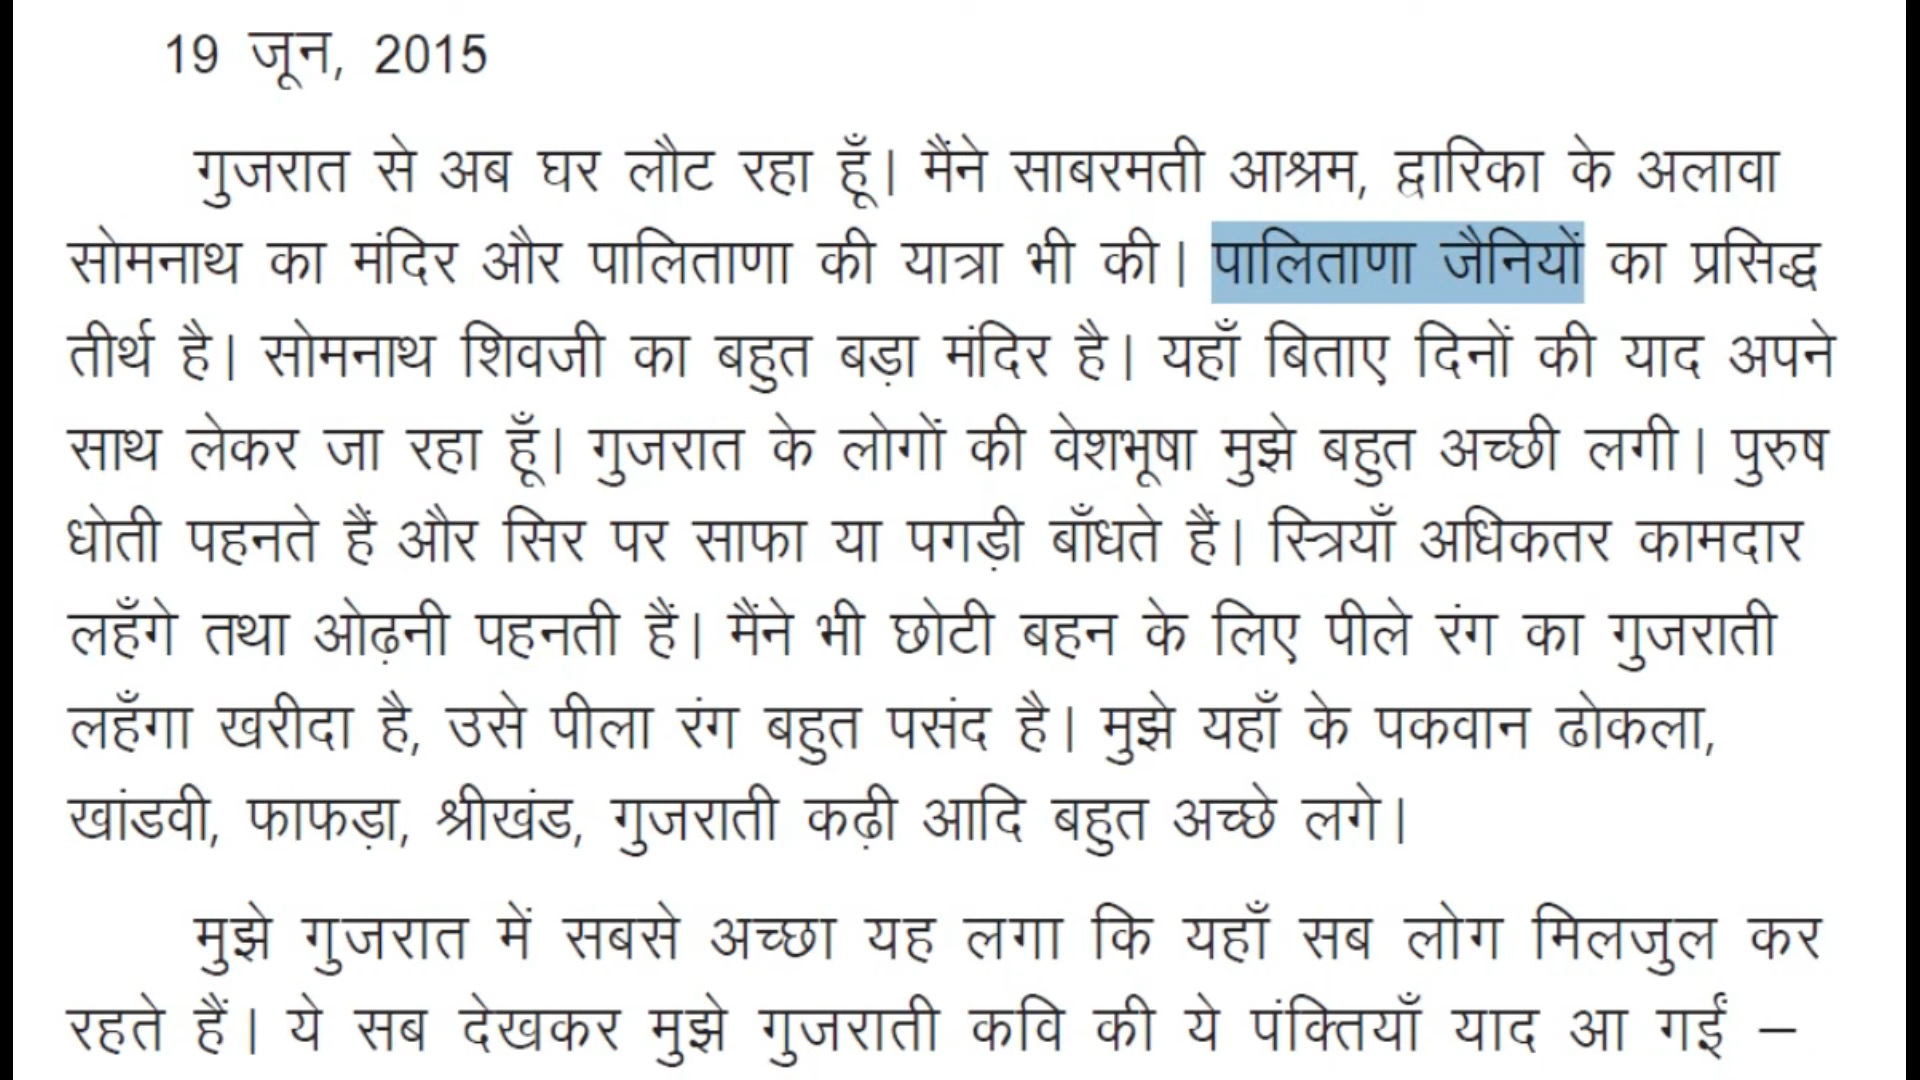 19 जून, 2015
गुजरात से अब घर लौट रहा हूँ। मैंने साबरमती आश्रम, द्वारिका के अलावा
सोमनाथ का मंदिर और पालिताणा की यात्रा भी की। पालिताणा जैनियों का प्रसिद्ध
तीर्थ है। सोमनाथ शिवजी का बहुत बड़ा मंदिर है। यहाँ बिताए दिनों की याद अपने
साथ लेकर जा रहा हूँ। गुजरात के लोगों की वेशभूषा मुझे बहुत अच्छी लगी। पुरुष
धोती पहनते हैं और सिर पर साफा या पगड़ी बाँधते हैं। स्त्रियाँ अधिकतर कामदार
लहँगे तथा ओढ़नी पहनती हैं। मैंने भी छोटी बहन के लिए पीले रंग का गुजराती
लहँगा खरीदा है, उसे पीला रंग बहुत पसंद है। मुझे यहाँ के पकवान ढोकला,
खांडवी, फाफड़ा, श्रीखंड, गुजराती कढ़ी आदि बहुत अच्छे लगे।
मुझे गुजरात में सबसे अच्छा यह लगा कि यहाँ सब लोग मिलजुल कर
रहते हैं। ये सब देखकर मुझे गुजराती कवि की ये पंक्तियाँ याद आ गईं –